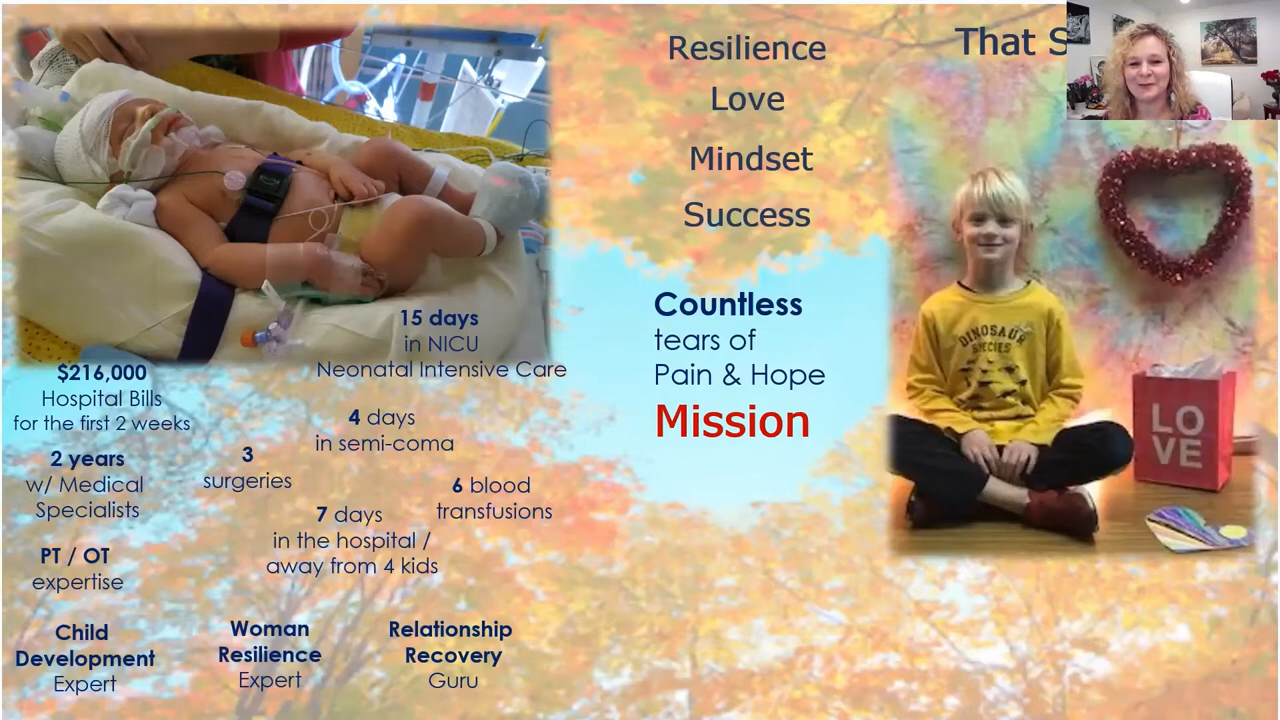 That S
Resilience
Love
Mindset
Success
Countless
tears of
Pain & Hope
Mission
15 days
in NICU
Neonatal Intensive Care
$216,000
Hospital Bills
for the first 2 weeks
4 days
in semi-coma
2 years
w/ Medical
Specialists
3
surgeries
6 blood
transfusions
7 days
in the hospital /
away from 4 kids
PT / OT
expertise
Child
Development
Expert
Woman
Resilience
Expert
Relationship
Recovery
Guru
DINOSAUR
SPECIES
LO
VE